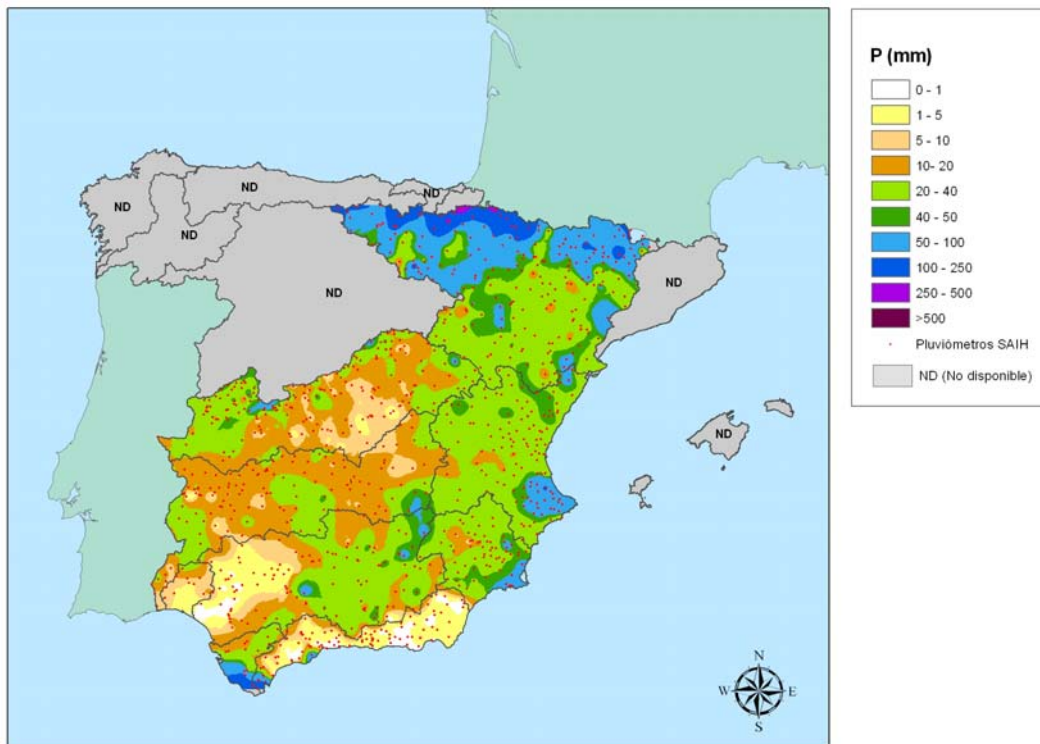 P (mm)
0 - 1
1 - 5
5 - 10
10- 20
20 - 40
40 - 50
50 - 100
100 - 250
250 - 500
>500
Pluviómetros SAIH
ND (No disponible)
ND
ND
ND
ND
ND
ND
ND
N
W
E
S